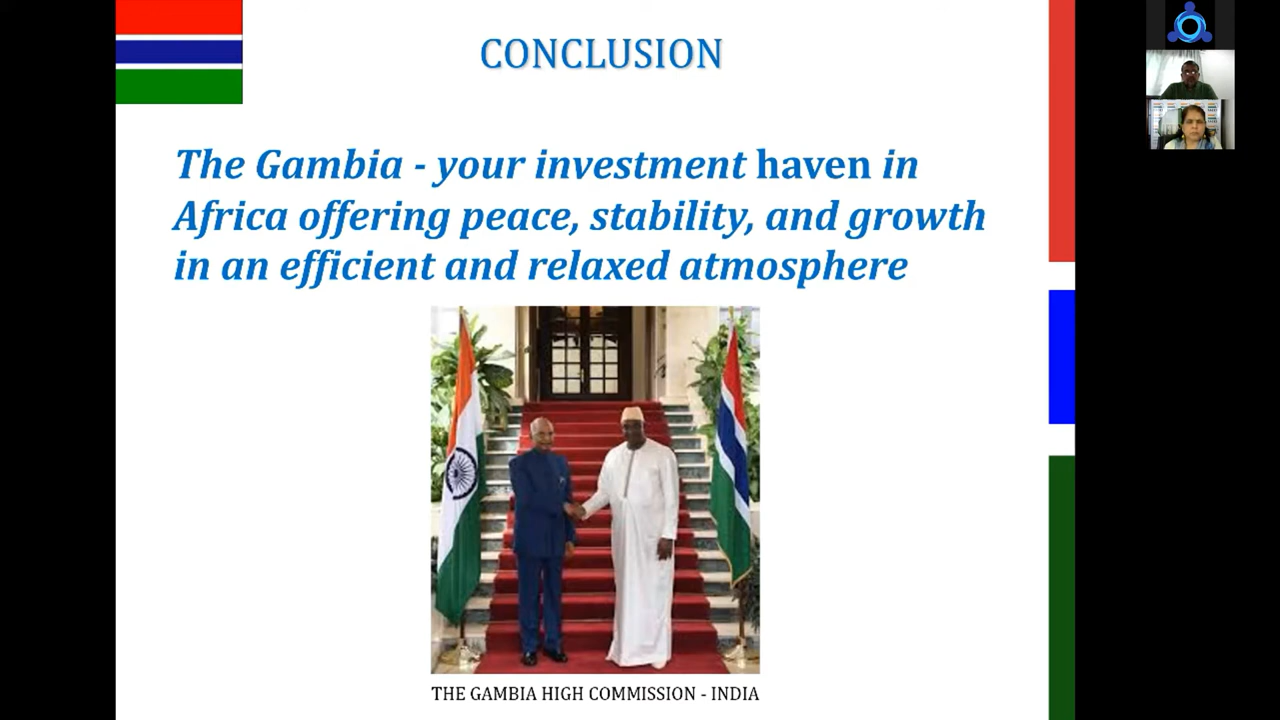 CONCLUSION
The Gambia - your investment haven in
Africa offering peace, stability, and growth
in an efficient and relaxed atmosphere
THE GAMBIA HIGH COMMISSION - INDIA